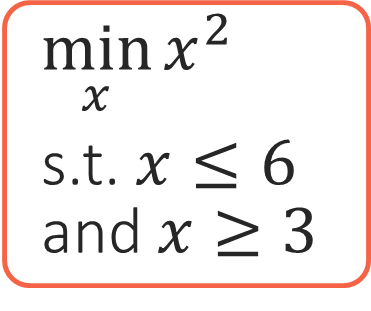 min x²
x
s.t. x ≤ 6
and x ≥ 3